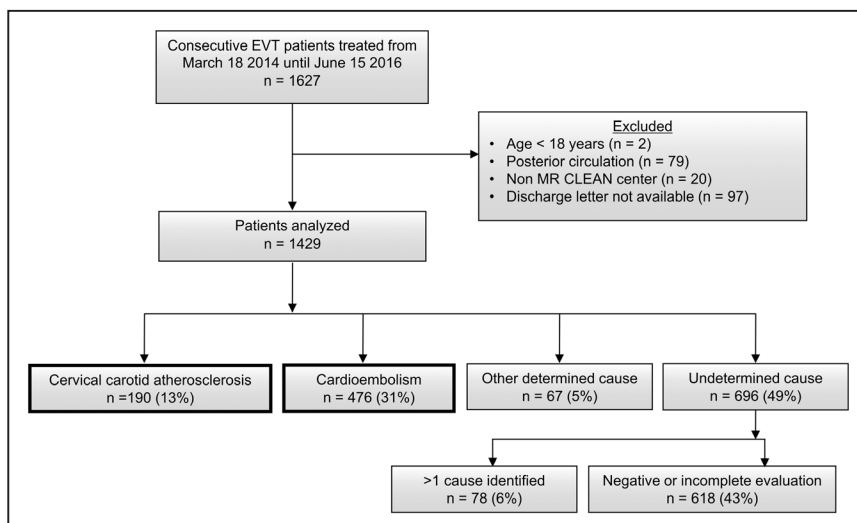 Consecutive EVT patients treated from
March 18 2014 until June 15 2016
n = 1627
Excluded
• Age < 18 years (n = 2)
• Posterior circulation (n = 79)
• Non MR CLEAN center (n = 20)
• Discharge letter not available (n = 97)
Patients analyzed
n = 1429
Cervical carotid atherosclerosis
n =190 (13%)
Cardioembolism
n = 476 (31%)
Other determined cause
n = 67 (5%)
Undetermined cause
n = 696 (49%)
>1 cause identified
n = 78 (6%)
Negative or incomplete evaluation
n = 618 (43%)